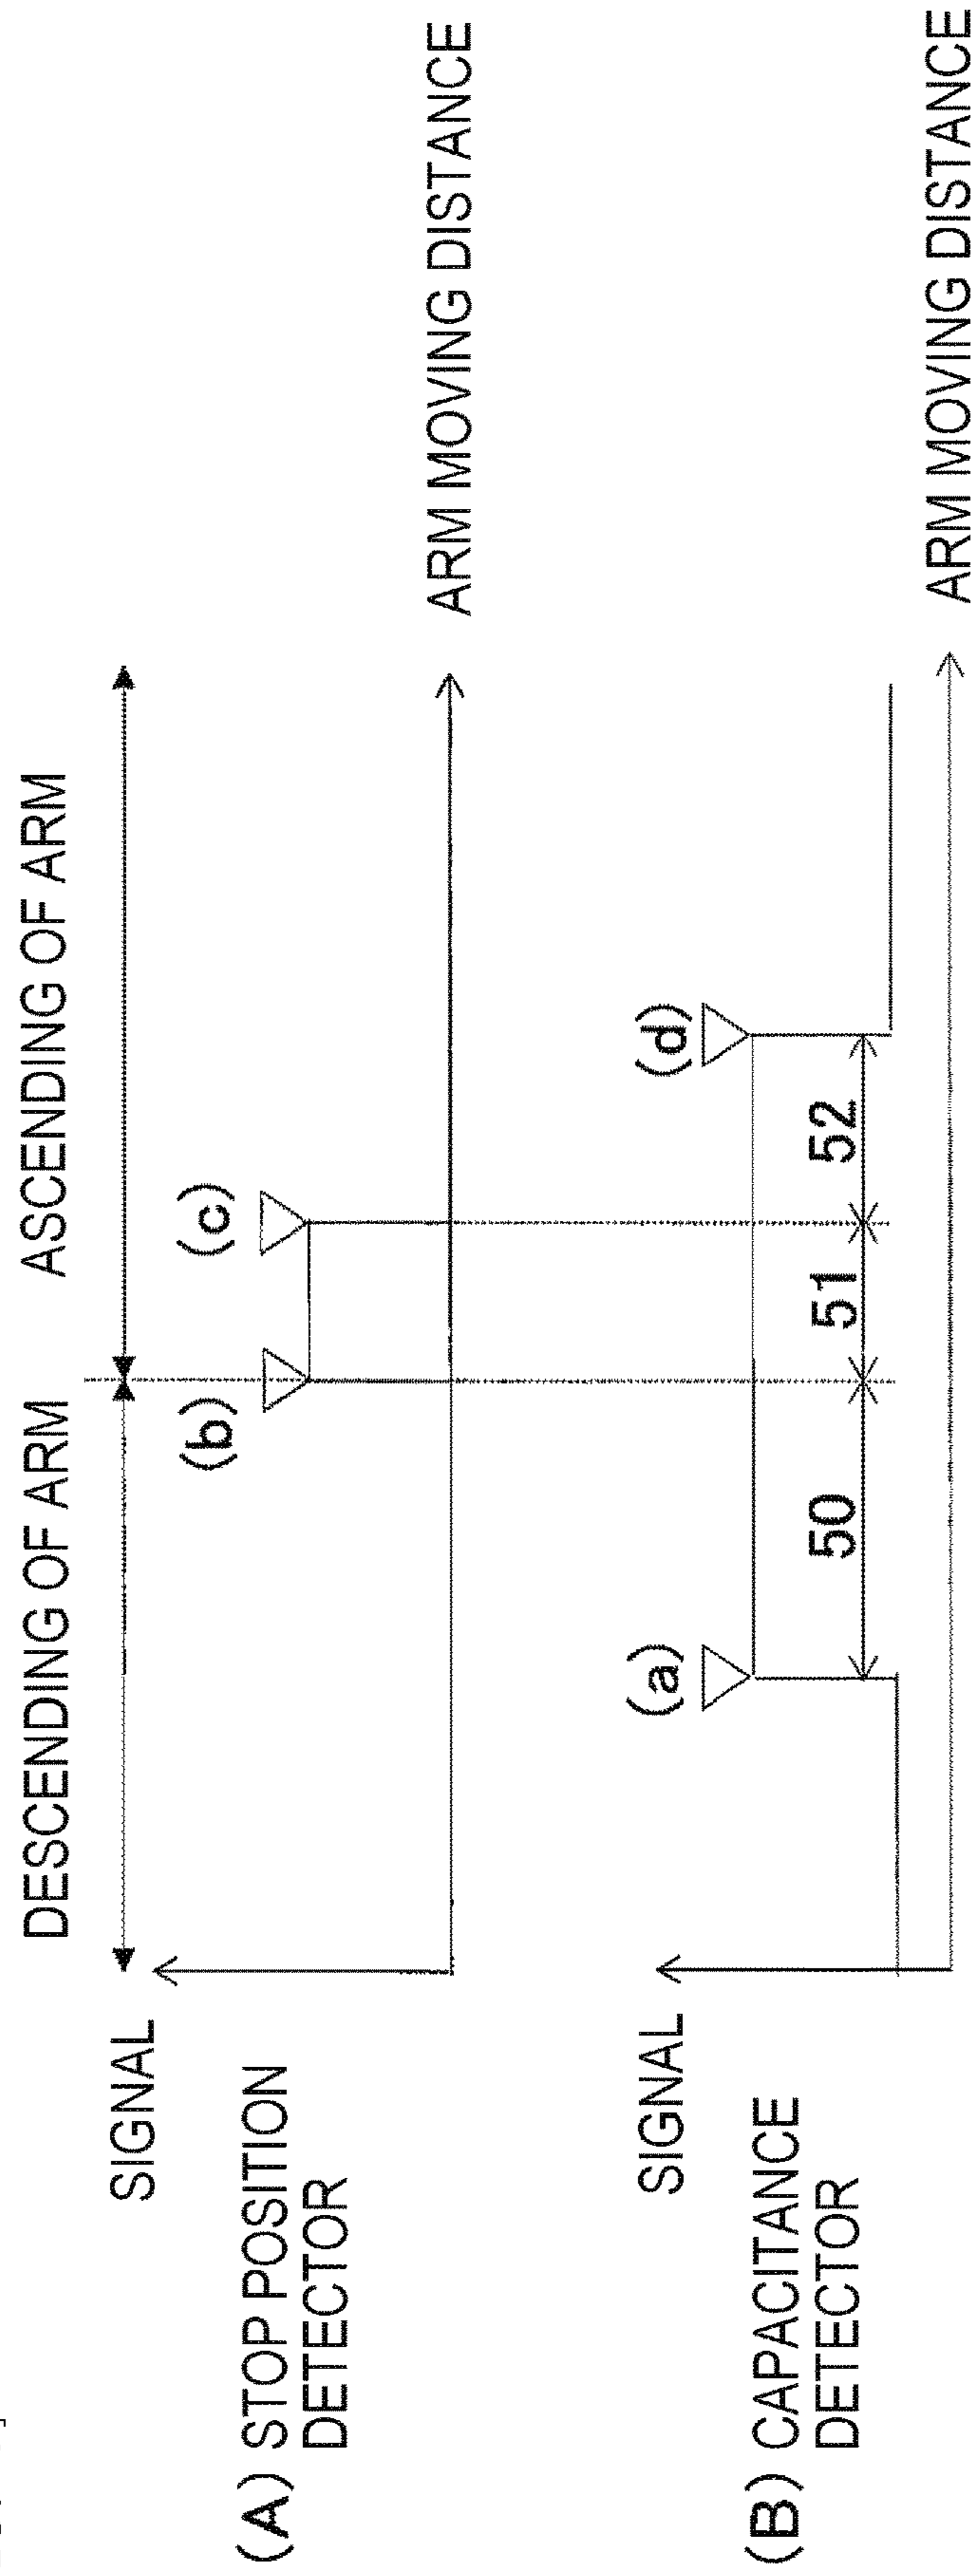 DESCENDING OF ARM
ASCENDING OF ARM
SIGNAL
(A) STOP POSITION
DETECTOR
(b)
(c)
ARM MOVING DISTANCE
SIGNAL
(B) CAPACITANCE
DETECTOR
(a)
(d)
50
51
52
ARM MOVING DISTANCE